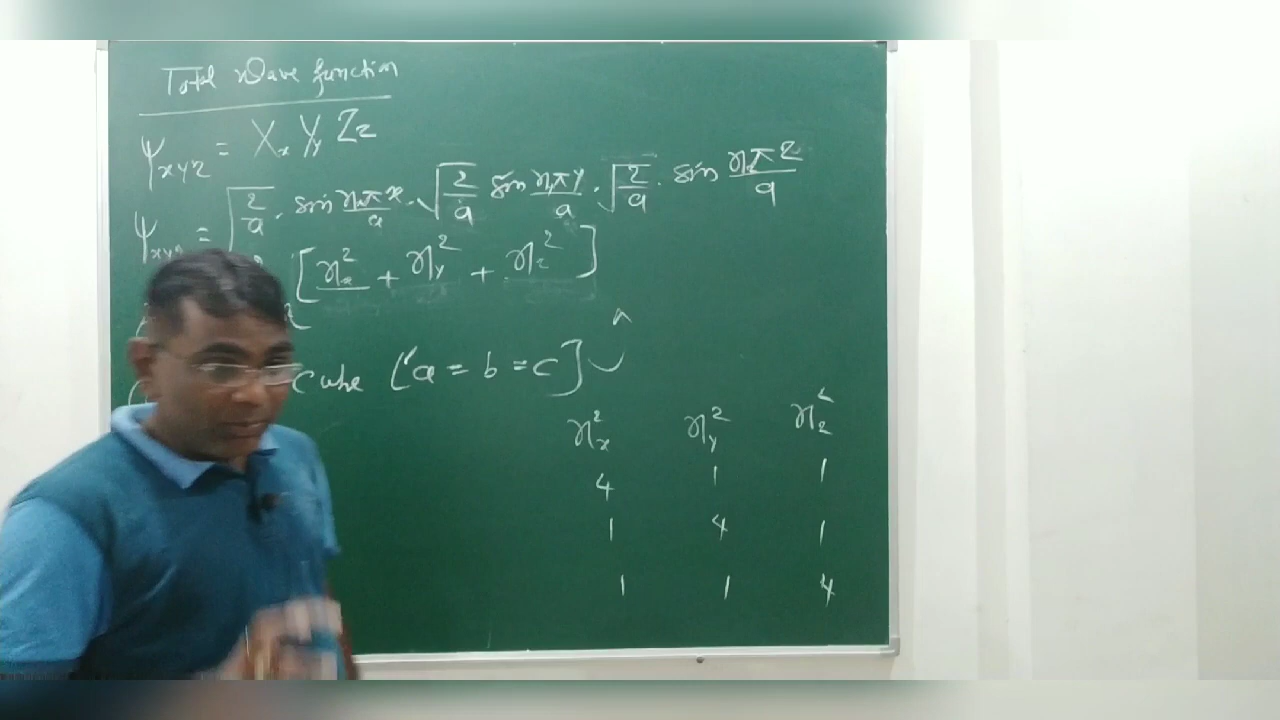 Total Wave function
ψxyz = Xx Yy Zz
ψxyz = √2/a · sin nxπx/a · √2/a sin nyπy/a · √2/a · sin nzπz/a
[nx² + ny² + nz²]
cube [a = b = c]
nx² ny² nz²
4 1 1
1 4 1
1 1 4